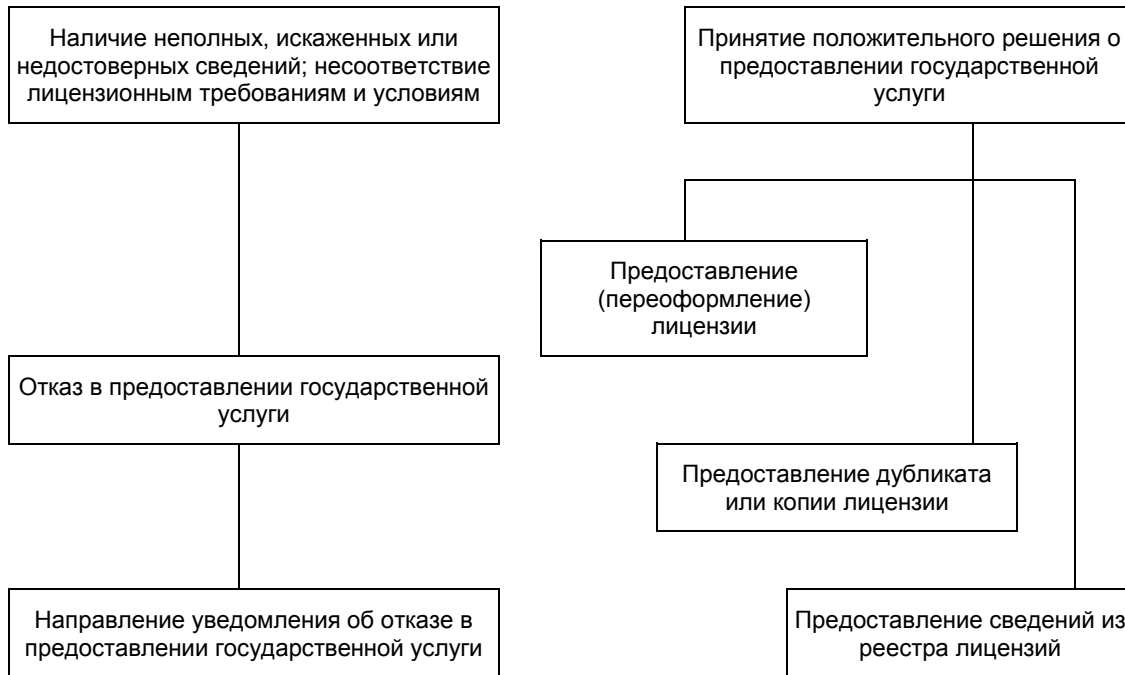 Наличие неполных, искаженных или
недостоверных сведений; несоответствие
лицензионным требованиям и условиям
Принятие положительного решения о
предоставлении государственной
услуги
Предоставление
(переоформление)
лицензии
Отказ в предоставлении государственной
услуги
Предоставление дубликата
или копии лицензии
Направление уведомления об отказе в
предоставлении государственной услуги
Предоставление сведений из
реестра лицензий